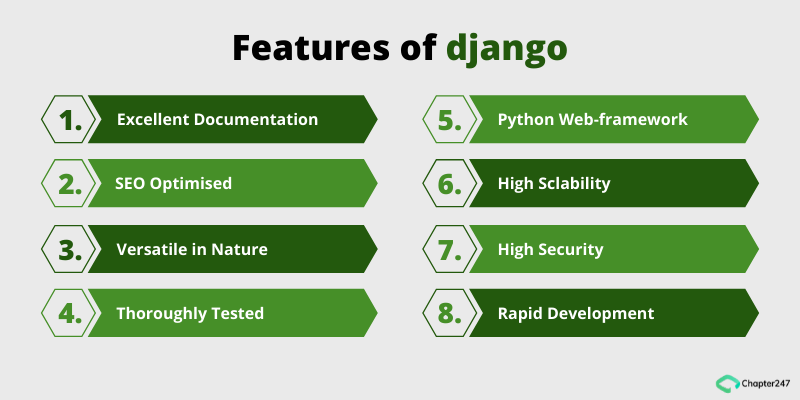 Features of django
1. Excellent Documentation
2. SEO Optimised
3. Versatile in Nature
4. Thoroughly Tested
5. Python Web-framework
6. High Sclability
7. High Security
8. Rapid Development
Chapter247